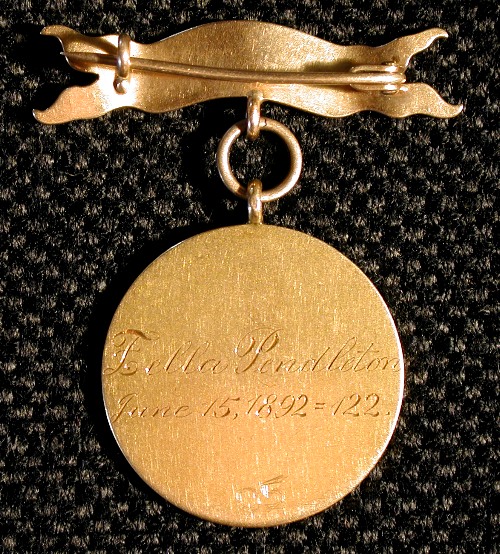 Zella Pendleton
June 15, 1892=122.